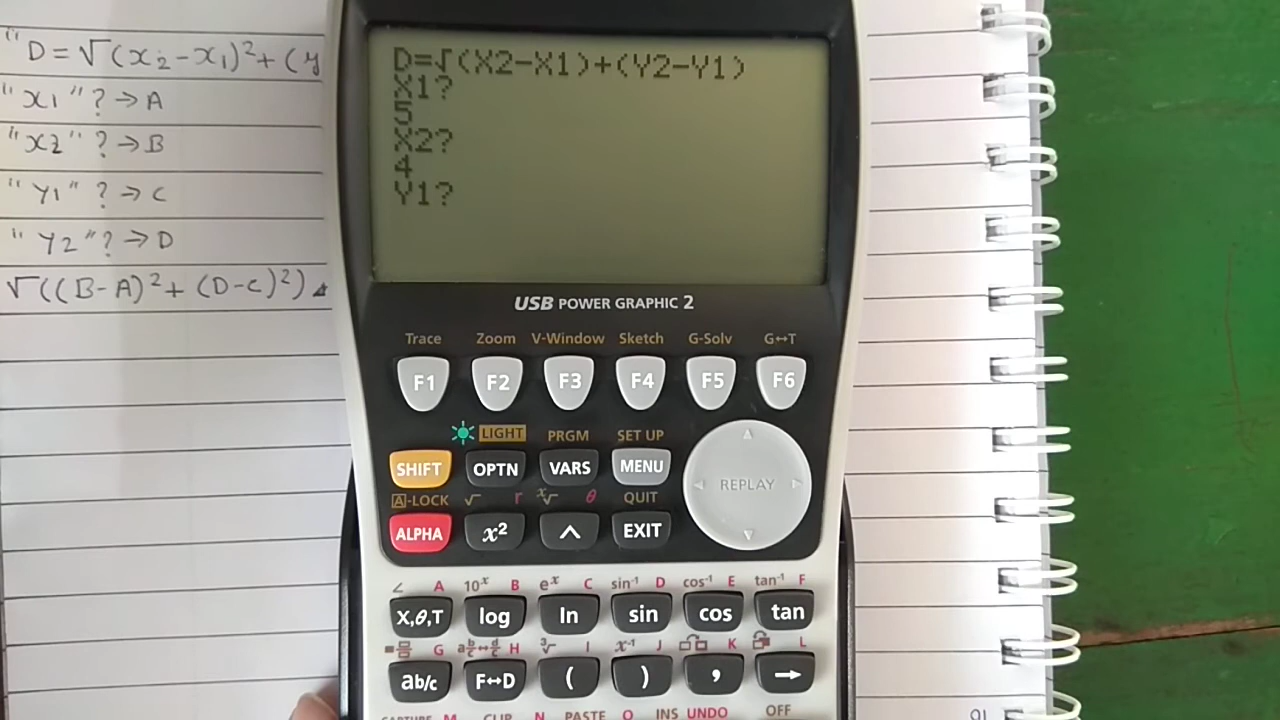 "D=√(x₂-x₁)²+(y
"X1"?→A
"X2"?→B
"Y1"?→C
"Y2"?→D
√((B-A)²+(D-C)²)◢
D=√(X2-X1)+(Y2-Y1)
X1?
5
X2?
4
Y1?
USB POWER GRAPHIC 2
Trace Zoom V-Window Sketch G-Solv G↔T
F1 F2 F3 F4 F5 F6
LIGHT PRGM SET UP
SHIFT OPTN VARS MENU
REPLAY
A-LOCK √ r ˣ√ θ QUIT
ALPHA x² ^ EXIT
∠ A 10ˣ B eˣ C sin⁻¹ D cos⁻¹ E tan⁻¹ F
X,θ,T log ln sin cos tan
G a b/c↔d/c H ³√ I x⁻¹ J K L
ab/c F↔D ( ) , →
CAPTURE M CLIP N PASTE O INS UNDO OFF